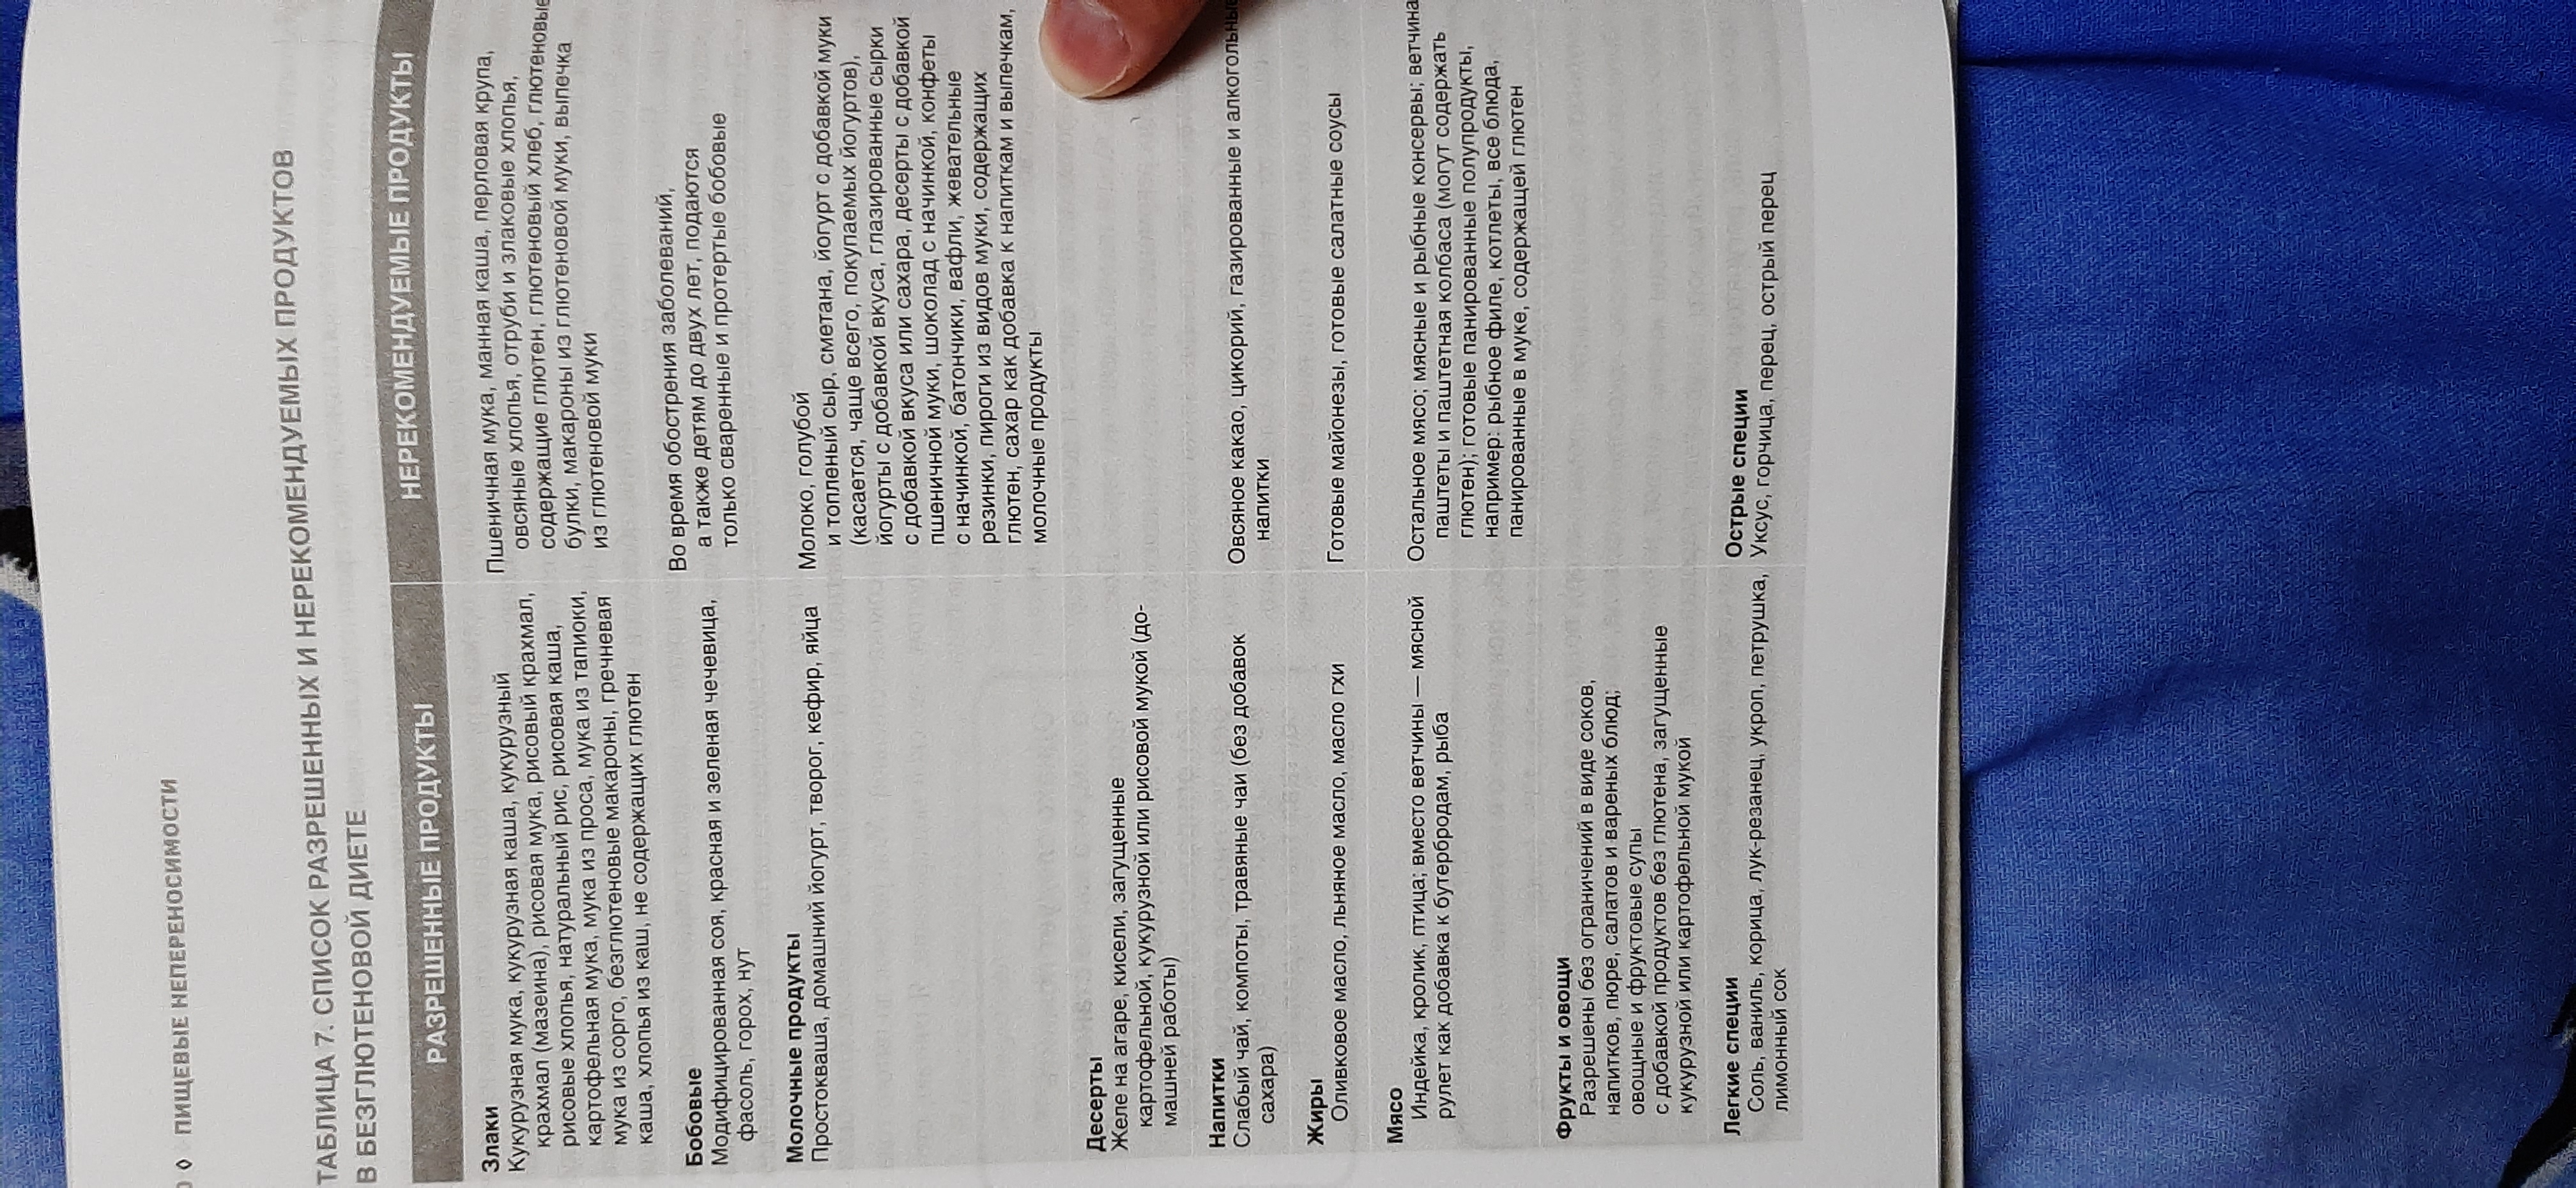 ◊ ПИЩЕВЫЕ НЕПЕРЕНОСИМОСТИ
ТАБЛИЦА 7. СПИСОК РАЗРЕШЕННЫХ И НЕРЕКОМЕНДУЕМЫХ ПРОДУКТОВ
В БЕЗГЛЮТЕНОВОЙ ДИЕТЕ
РАЗРЕШЕННЫЕ ПРОДУКТЫ
НЕРЕКОМЕНДУЕМЫЕ ПРОДУКТЫ
Злаки
Кукурузная мука, кукурузная каша, кукурузный
крахмал (мазеина), рисовая мука, рисовый крахмал,
рисовые хлопья, натуральный рис, рисовая каша,
картофельная мука, мука из проса, мука из тапиоки,
мука из сорго, безглютеновые макароны, гречневая
каша, хлопья из каш, не содержащих глютен
Пшеничная мука, манная каша, перловая крупа,
овсяные хлопья, отруби и злаковые хлопья,
содержащие глютен, глютеновый хлеб, глютеновые
булки, макароны из глютеновой муки, выпечка
из глютеновой муки
Бобовые
Модифицированная соя, красная и зеленая чечевица,
фасоль, горох, нут
Во время обострения заболеваний,
а также детям до двух лет, подаются
только сваренные и протертые бобовые
Молочные продукты
Простокваша, домашний йогурт, творог, кефир, яйца
Молоко, голубой
и топленый сыр, сметана, йогурт с добавкой муки
(касается, чаще всего, покупаемых йогуртов),
йогурты с добавкой вкуса, глазированные сырки
с добавкой вкуса или сахара, десерты с добавкой
пшеничной муки, шоколад с начинкой, конфеты
с начинкой, батончики, вафли, жевательные
резинки, пироги из видов муки, содержащих
глютен, сахар как добавка к напиткам и выпечкам,
молочные продукты
Десерты
Желе на агаре, кисели, загущенные
картофельной, кукурузной или рисовой мукой (до-
машней работы)
Напитки
Слабый чай, компоты, травяные чаи (без добавок
сахара)
Овсяное какао, цикорий, газированные и алкогольные
напитки
Жиры
Оливковое масло, льняное масло, масло гхи
Готовые майонезы, готовые салатные соусы
Мясо
Индейка, кролик, птица; вместо ветчины — мясной
рулет как добавка к бутербродам, рыба
Остальное мясо; мясные и рыбные консервы; ветчина
паштеты и паштетная колбаса (могут содержать
глютен); готовые панированные полупродукты,
например: рыбное филе, котлеты, все блюда,
панированные в муке, содержащей глютен
Фрукты и овощи
Разрешены без ограничений в виде соков,
напитков, пюре, салатов и вареных блюд;
овощные и фруктовые супы
с добавкой продуктов без глютена, загущенные
кукурузной или картофельной мукой
Легкие специи
Соль, ваниль, корица, лук-резанец, укроп, петрушка,
лимонный сок
Острые специи
Уксус, горчица, перец, острый перец